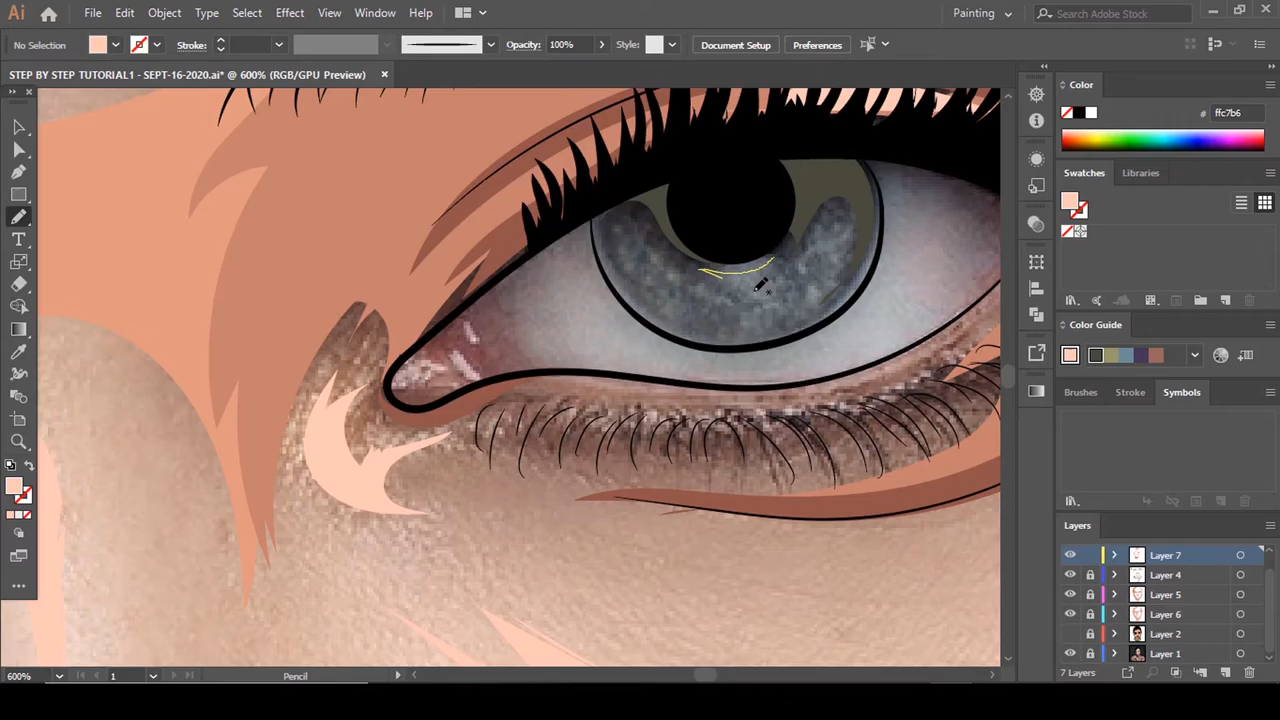 Ai File Edit Object Type Select Effect View Window Help Painting Search Adobe Stock
No Selection Stroke: Opacity: 100% Style: Document Setup Preferences
STEP BY STEP TUTORIAL1 - SEPT-16-2020.ai* @ 600% (RGB/GPU Preview)
Color
# ffc7b6
Swatches Libraries
Color Guide
Brushes Stroke Symbols
Layers
Layer 7
Layer 4
Layer 5
Layer 6
Layer 2
Layer 1
7 Layers
600% 1 Pencil